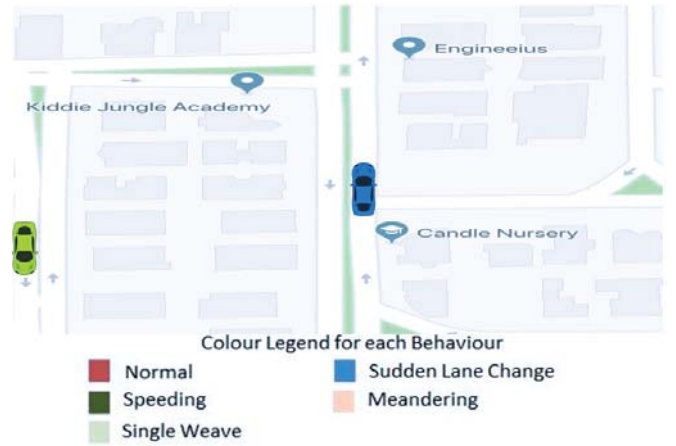 Engineeius
Kiddie Jungle Academy
Candle Nursery
Colour Legend for each Behaviour
Normal
Sudden Lane Change
Speeding
Meandering
Single Weave